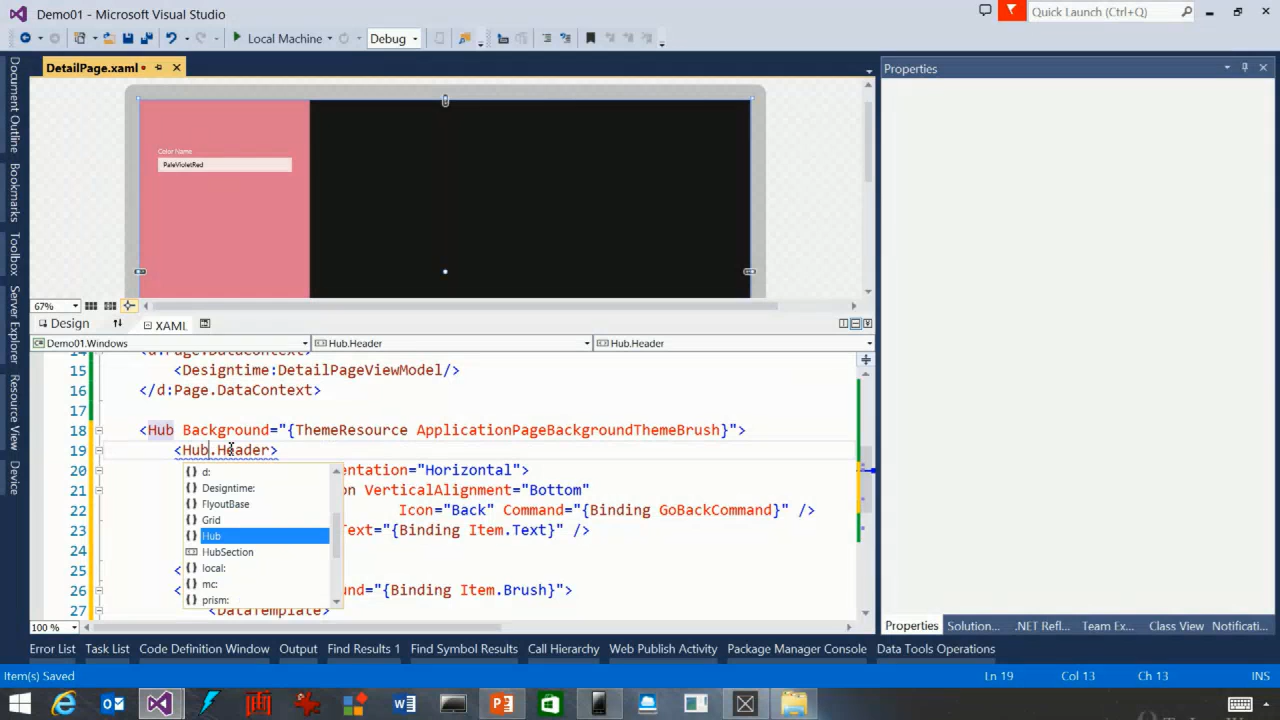 Demo01 - Microsoft Visual Studio
Quick Launch (Ctrl+Q)
Local Machine
Debug
DetailPage.xaml
Properties
Document Outline
Bookmarks
Toolbox
Server Explorer
Resource View
Device
Color Name
PaleVioletRed
67%
Design
XAML
Demo01.Windows
Hub.Header
Hub.Header
14 <d:Page.DataContext>
15 <Designtime:DetailPageViewModel/>
16 </d:Page.DataContext>
17
18 <Hub Background="{ThemeResource ApplicationPageBackgroundThemeBrush}">
19 <Hub.Header>
20 entation="Horizontal">
21 on VerticalAlignment="Bottom"
22 Icon="Back" Command="{Binding GoBackCommand}" />
23 Text="{Binding Item.Text}" />
24
25 <
26 < und="{Binding Item.Brush}">
27 <DataTemplate>
d:
Designtime:
FlyoutBase
Grid
Hub
HubSection
local:
mc:
prism:
100 %
Properties Solution... .NET Refl... Team Ex... Class View Notificati...
Error List Task List Code Definition Window Output Find Results 1 Find Symbol Results Call Hierarchy Web Publish Activity Package Manager Console Data Tools Operations
Item(s) Saved Ln 19 Col 13 Ch 13 INS